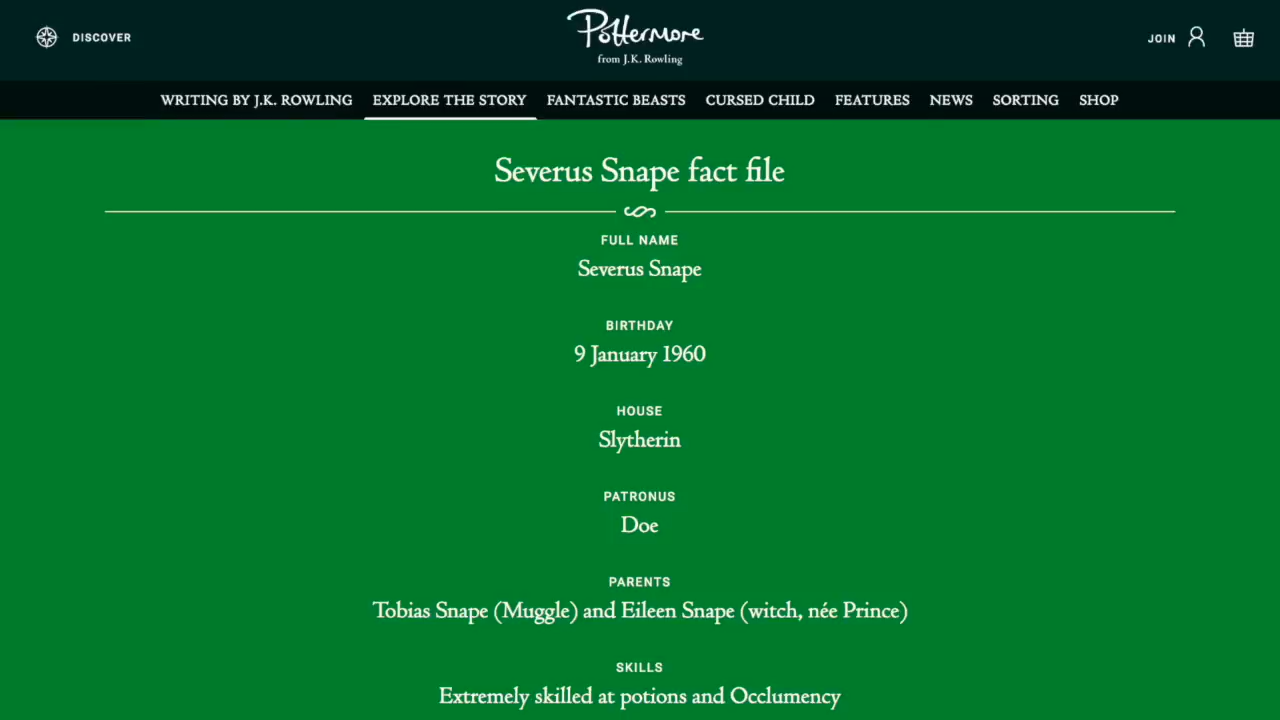 DISCOVER
Pottermore
from J.K. Rowling
JOIN
WRITING BY J.K. ROWLING EXPLORE THE STORY FANTASTIC BEASTS CURSED CHILD FEATURES NEWS SORTING SHOP
Severus Snape fact file
FULL NAME
Severus Snape
BIRTHDAY
9 January 1960
HOUSE
Slytherin
PATRONUS
Doe
PARENTS
Tobias Snape (Muggle) and Eileen Snape (witch, née Prince)
SKILLS
Extremely skilled at potions and Occlumency